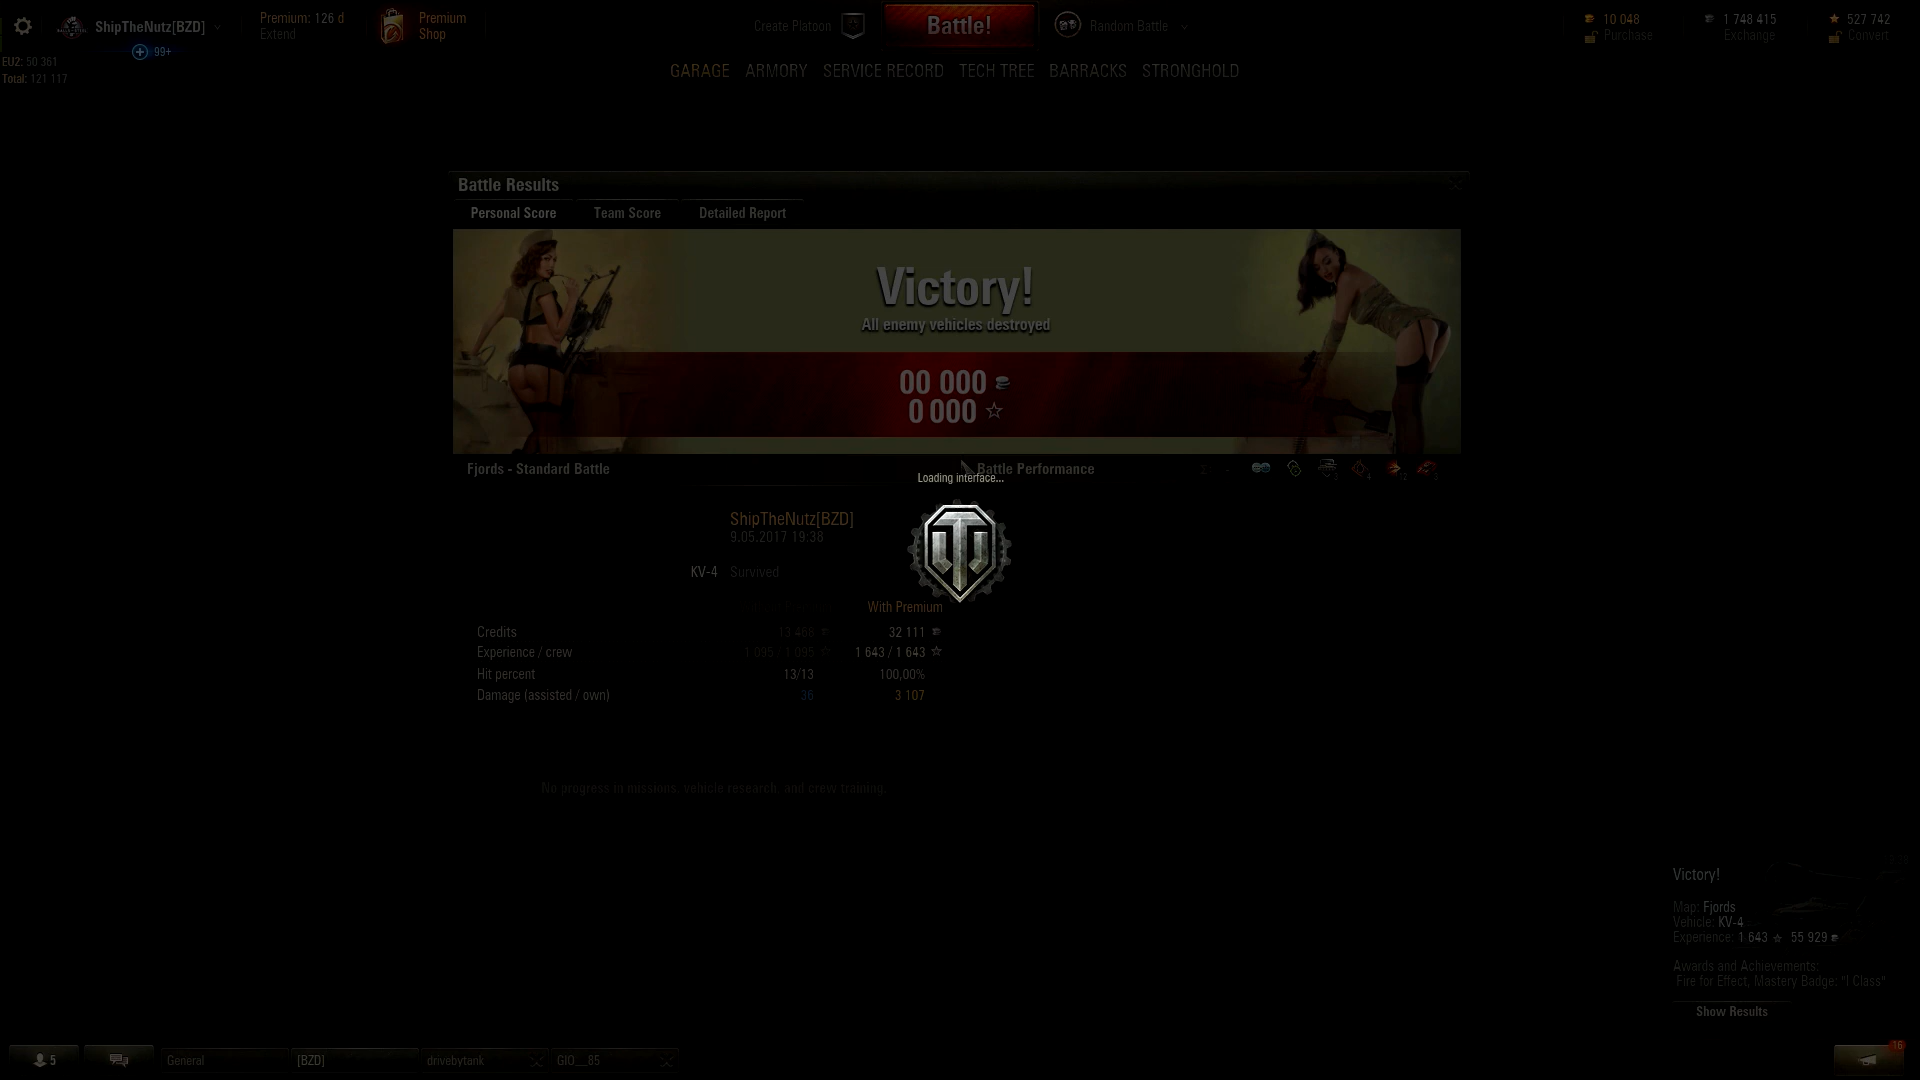 ShipTheNutz[BZD]
99+
EU2: 50 361
Total: 121 117
Premium: 126 d
Extend
Premium
Shop
Create Platoon
Battle!
Random Battle
10 048
Purchase
1 748 415
Exchange
527 742
Convert
GARAGE ARMORY SERVICE RECORD TECH TREE BARRACKS STRONGHOLD
Battle Results
Personal Score Team Score Detailed Report
Victory!
All enemy vehicles destroyed
00 000
0 000
Fjords - Standard Battle
Battle Performance
Loading interface...
ShipTheNutz[BZD]
9.05.2017 19:38
KV-4 Survived
With Premium
Credits 13 468 32 111
Experience / crew 1 095 / 1 095 1 643 / 1 643
Hit percent 13/13 100,00%
Damage (assisted / own) 36 3 107
No progress in missions, vehicle research, and crew training.
Victory!
Map: Fjords
Vehicle: KV-4
Experience: 1 643 55 929
Awards and Achievements:
Fire for Effect, Mastery Badge: "I Class"
Show Results
5
General
[BZD]
drivebytank
GIO__85
16